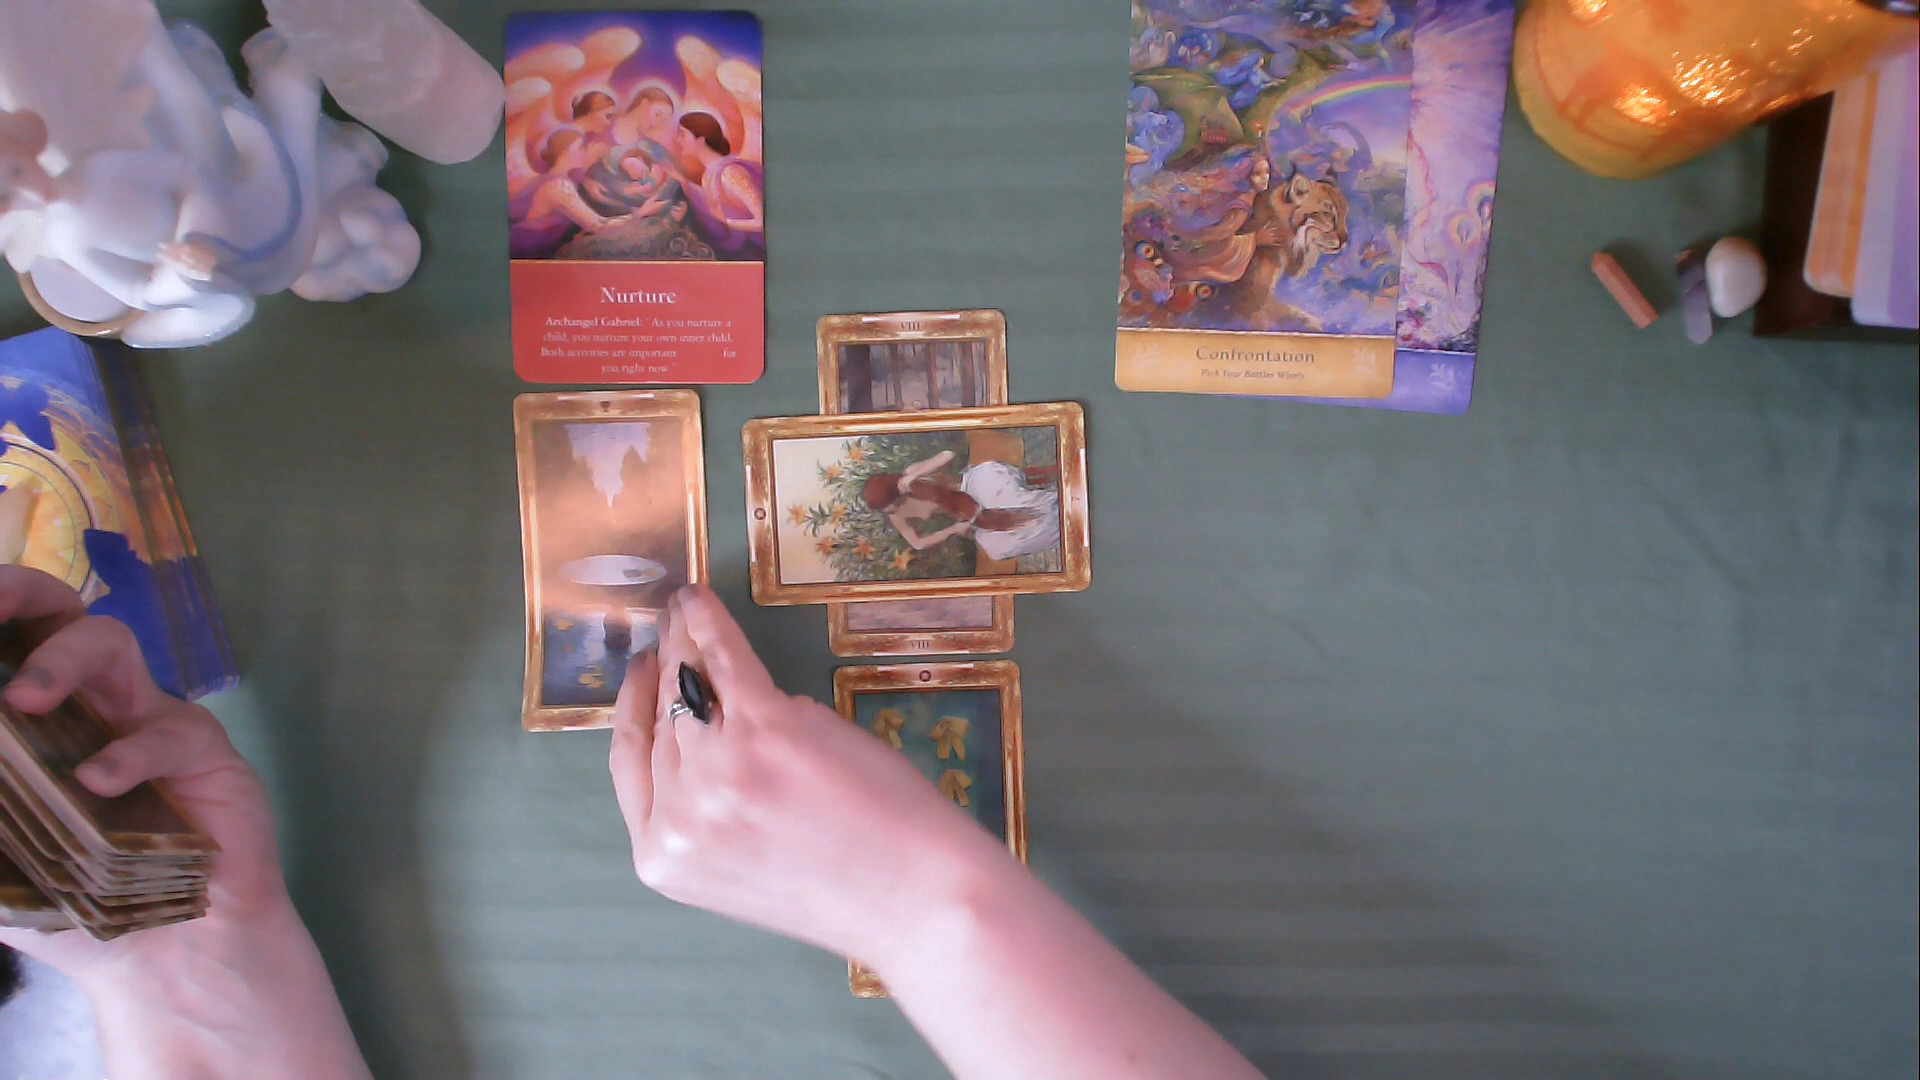 Nurture
Archangel Gabriel: "As you nurture a
child, you nurture your own inner child.
Both activities are important for
you right now."
VIII
VIII
Confrontation
Pick Your Battles Wisely